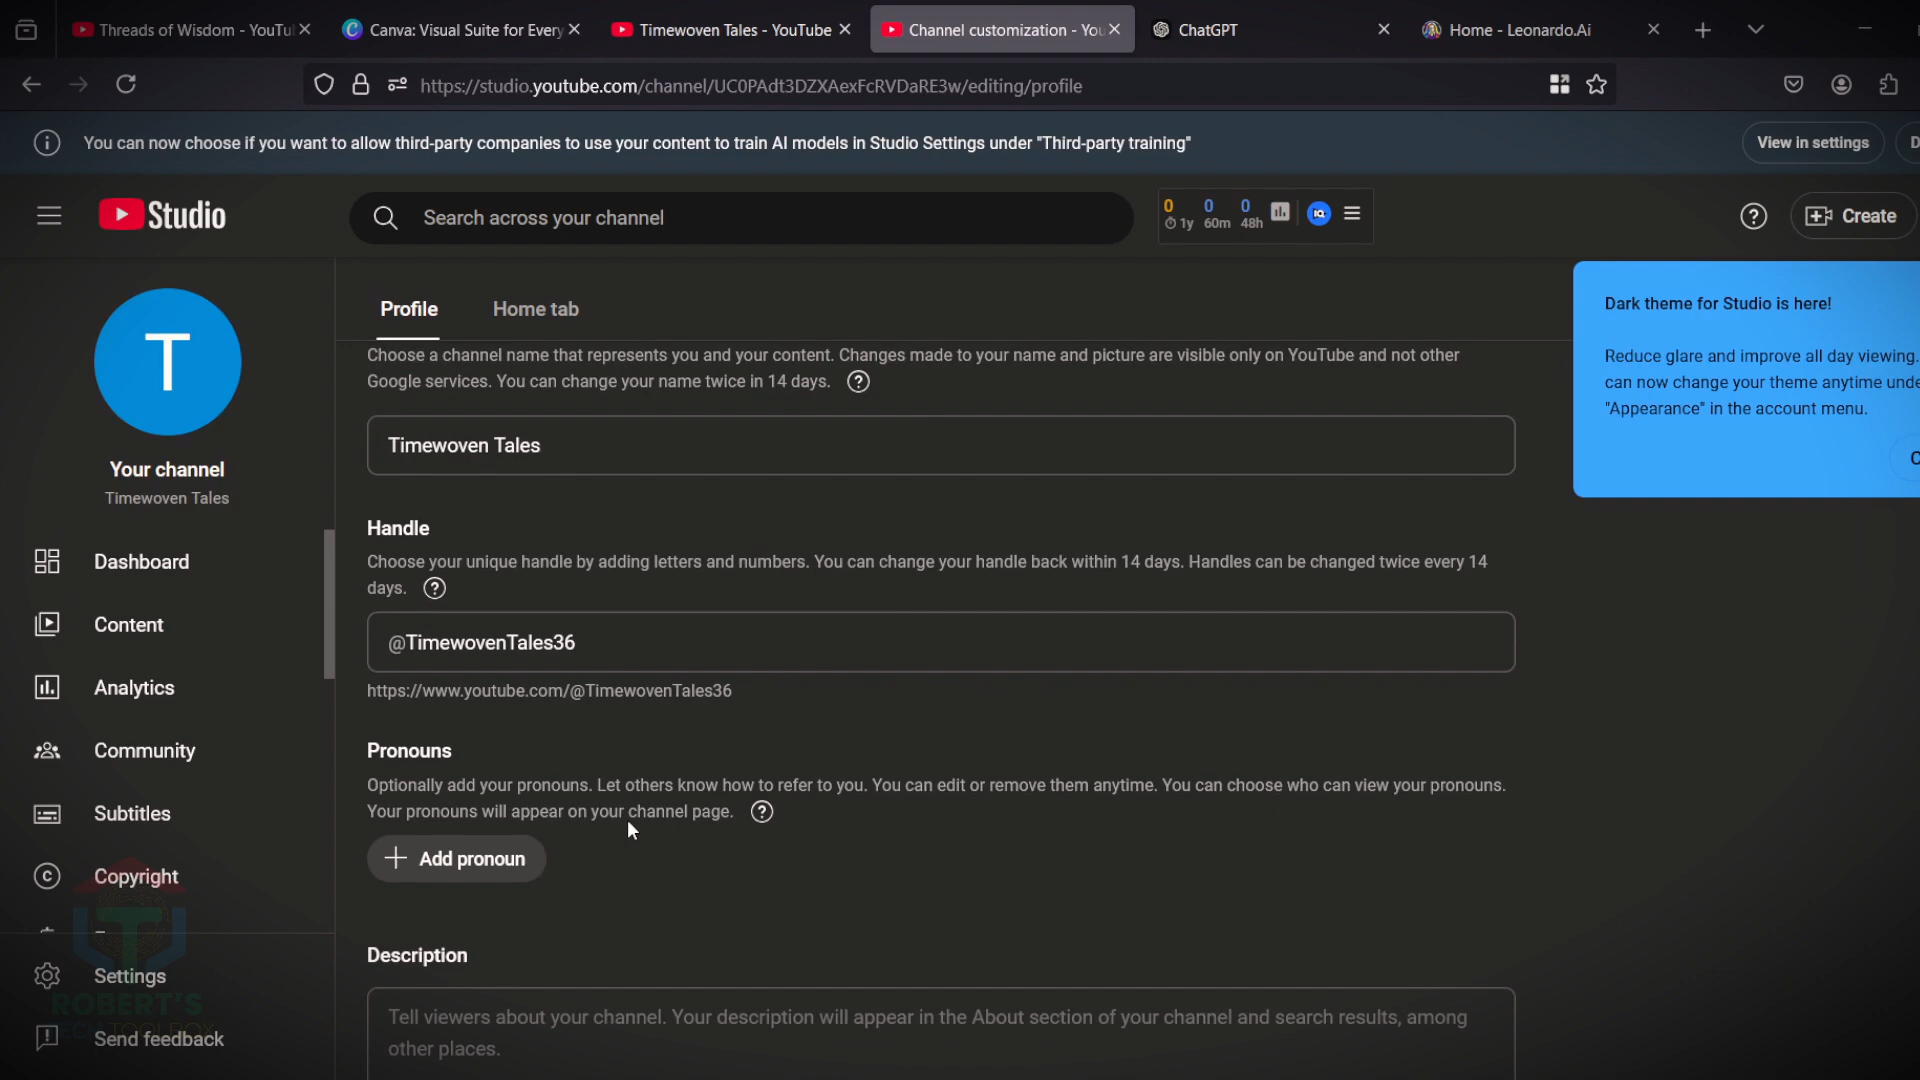 Threads of Wisdom - YouTu
Canva: Visual Suite for Every
Timewoven Tales - YouTube
Channel customization - You
ChatGPT
Home - Leonardo.Ai
https://studio.youtube.com/channel/UC0PAdt3DZXAexFcRVDaRE3w/editing/profile
You can now choose if you want to allow third-party companies to use your content to train AI models in Studio Settings under "Third-party training"
View in settings
D
Studio
Search across your channel
0 0 0
1y 60m 48h
IQ
Create
T
Your channel
Timewoven Tales
Dashboard
Content
Analytics
Community
Subtitles
Copyright
Settings
Send feedback
ROBERT'S
TECH TOOLBOX
Profile
Home tab
Choose a channel name that represents you and your content. Changes made to your name and picture are visible only on YouTube and not other
Google services. You can change your name twice in 14 days.
Timewoven Tales
Handle
Choose your unique handle by adding letters and numbers. You can change your handle back within 14 days. Handles can be changed twice every 14
days.
@TimewovenTales36
https://www.youtube.com/@TimewovenTales36
Pronouns
Optionally add your pronouns. Let others know how to refer to you. You can edit or remove them anytime. You can choose who can view your pronouns.
Your pronouns will appear on your channel page.
Add pronoun
Description
Tell viewers about your channel. Your description will appear in the About section of your channel and search results, among
other places.
Dark theme for Studio is here!
Reduce glare and improve all day viewing.
can now change your theme anytime unde
"Appearance" in the account menu.